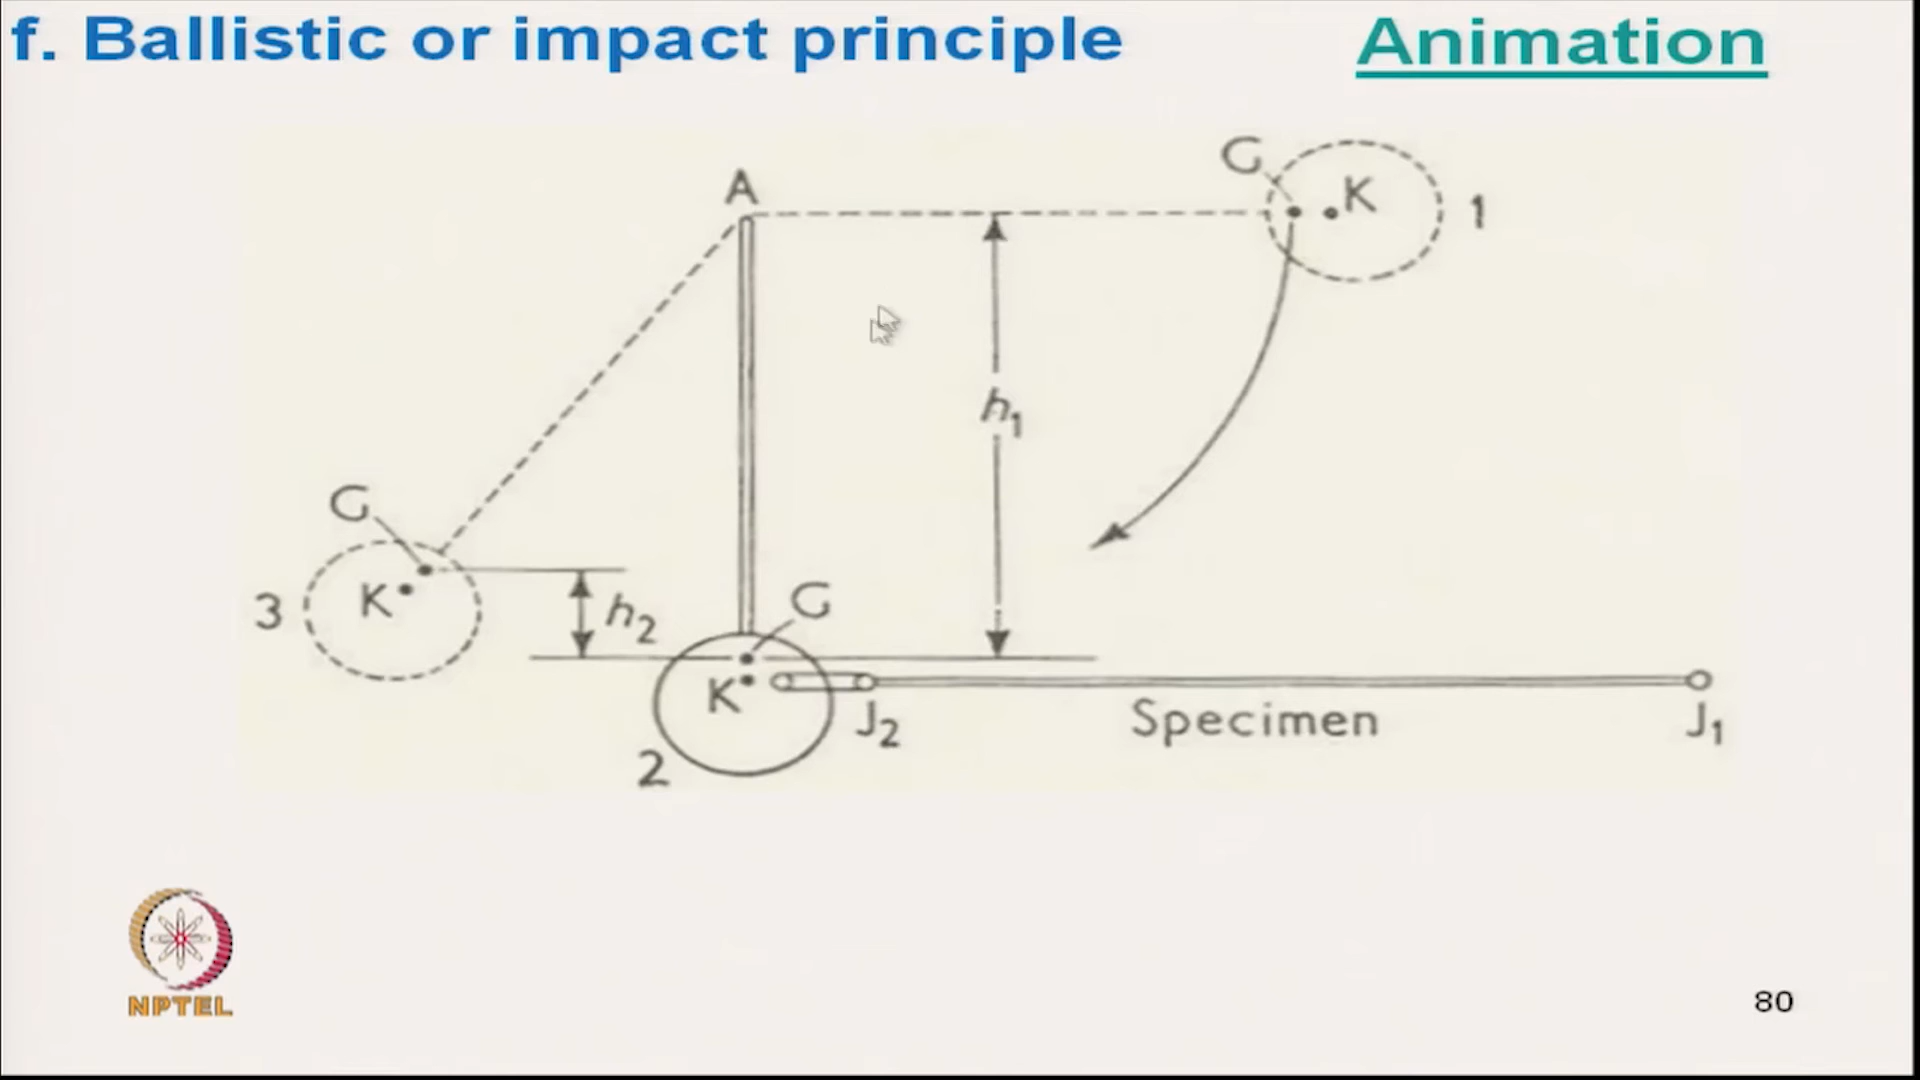 f. Ballistic or impact principle
Animation
G
K
1
A
h1
G
K
3
h2
G
K
2
J2
Specimen
J1
NPTEL
80